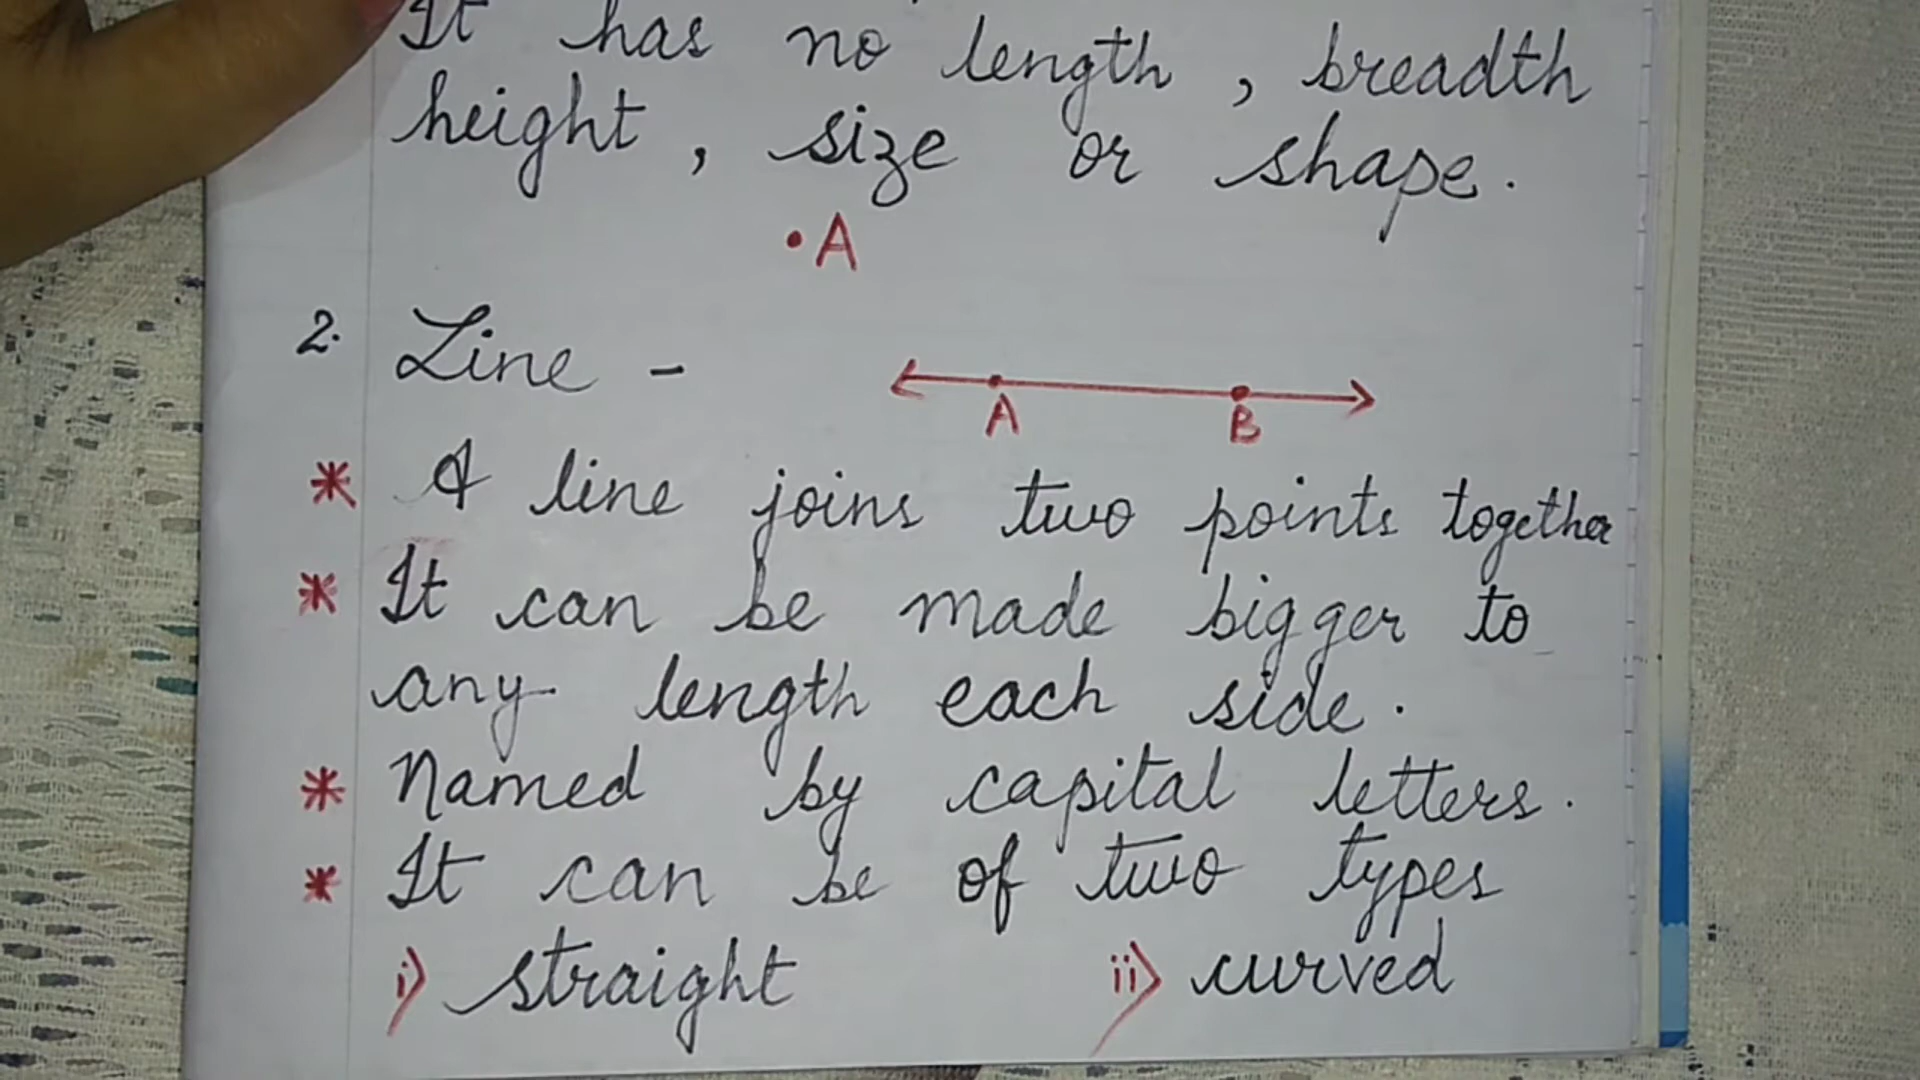 It has no length, breadth
height, size or shape.
•A
2. Line -
A B
* A line joins two points together
* It can be made bigger to
any length each side.
* Named by capital letters.
* It can be of two types
i) straight ii) curved